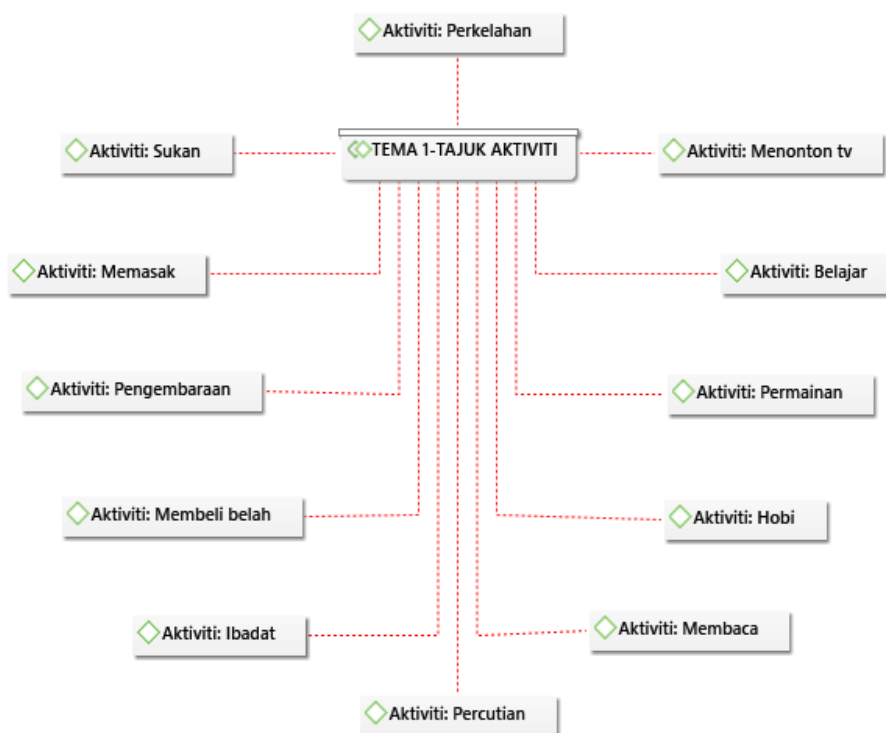 Aktiviti: Perkelahan
Aktiviti: Sukan
TEMA 1-TAJUK AKTIVITI
Aktiviti: Menonton tv
Aktiviti: Memasak
Aktiviti: Belajar
Aktiviti: Pengembaraan
Aktiviti: Permainan
Aktiviti: Membeli belah
Aktiviti: Hobi
Aktiviti: Ibadat
Aktiviti: Membaca
Aktiviti: Percutian